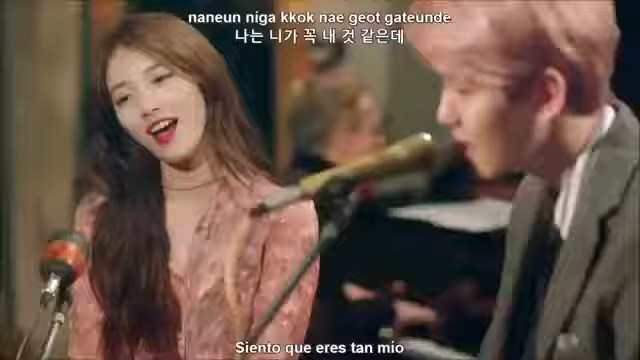 naneun niga kkok nae geot gateunde
나는 니가 꼭 내 것 같은데
Siento que eres tan mío